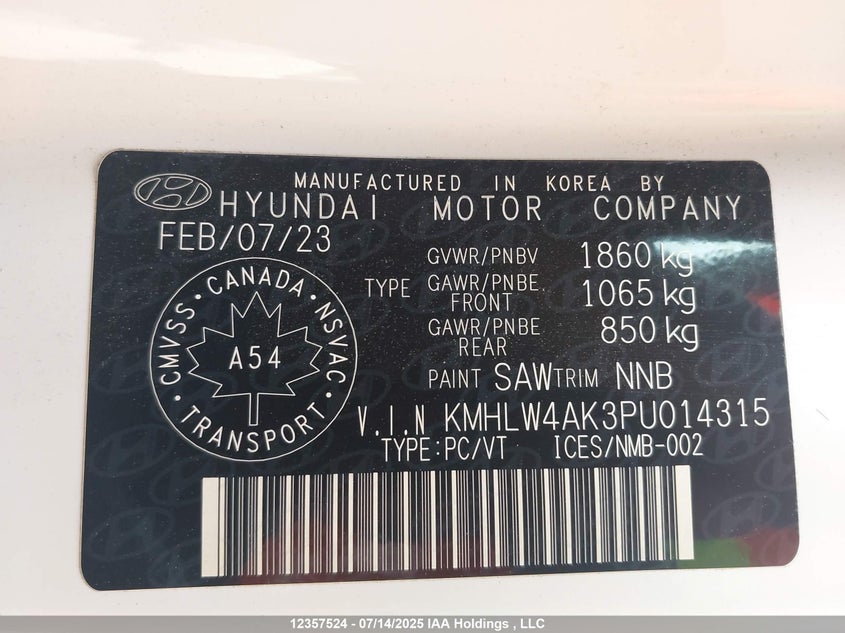 MANUFACTURED IN KOREA BY
HYUNDAI MOTOR COMPANY
FEB/07/23
GVWR/PNBV 1860 kg
TYPE GAWR/PNBE FRONT 1065 kg
GAWR/PNBE REAR 850 kg
CMVSS · CANADA · NSVAC · TRANSPORT
A54
PAINT SAW TRIM NNB
V.I.N KMHLW4AK3PU014315
TYPE:PC/VT ICES/NMB-002
12357524 - 07/14/2025 IAA Holdings , LLC